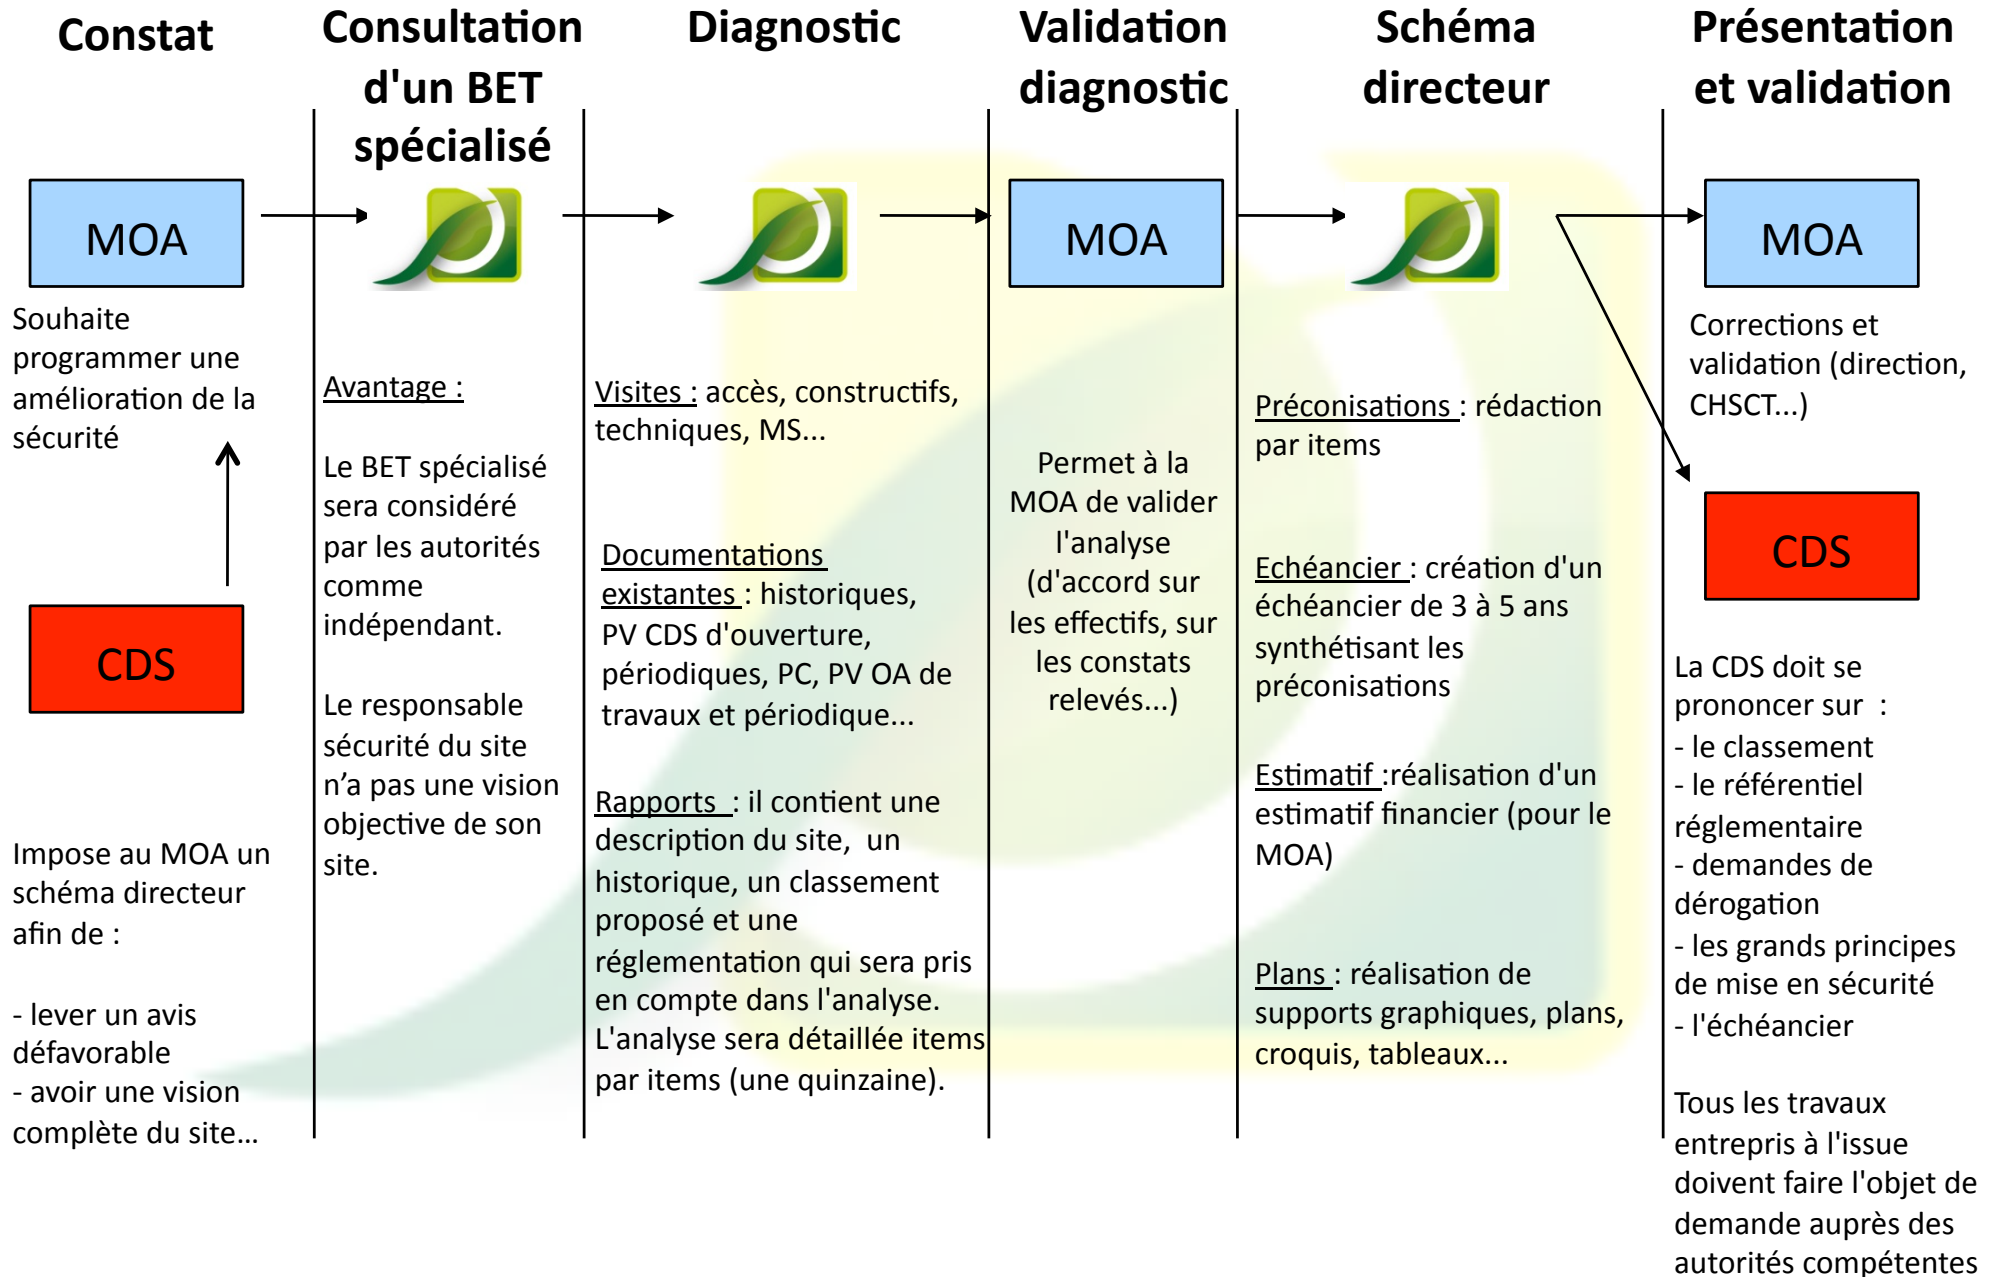 Constat
Souhaite
programmer une
amélioration de la
sécurité
MOA
CDS
Impose au MOA un
schéma directeur
afin de :
- lever un avis
défavorable
- avoir une vision
complète du site...
Consultation
d'un BET
spécialisé
Avantage :
Le BET spécialisé
sera considéré
par les autorités
comme
indépendant.
Le responsable
sécurité du site
n’a pas une vision
objective de son
site.
Diagnostic
Visites : accès, constructifs,
techniques, MS...
Documentations
existantes : historiques,
PV CDS d'ouverture,
périodiques, PC, PV OA de
travaux et périodique...
Rapports : il contient une
description du site, un
historique, un classement
proposé et une
réglementation qui sera pris
en compte dans l'analyse.
L'analyse sera détaillée items
par items (une quinzaine).
Validation
diagnostic
MOA
Permet à la
MOA de valider
l'analyse
(d'accord sur
les effectifs, sur
les constats
relevés...)
Schéma
directeur
Préconisations : rédaction
par items
Echéancier : création d'un
échéancier de 3 à 5 ans
synthétisant les
préconisations
Estimatif :réalisation d'un
estimatif financier (pour le
MOA)
Plans : réalisation de
supports graphiques, plans,
croquis, tableaux...
Présentation
et validation
MOA
Corrections et
validation (direction,
CHSCT...)
CDS
La CDS doit se
prononcer sur :
- le classement
- le référentiel
réglementaire
- demandes de
dérogation
- les grands principes
de mise en sécurité
- l'échéancier
Tous les travaux
entrepris à l'issue
doivent faire l'objet de
demande auprès des
autorités compétentes